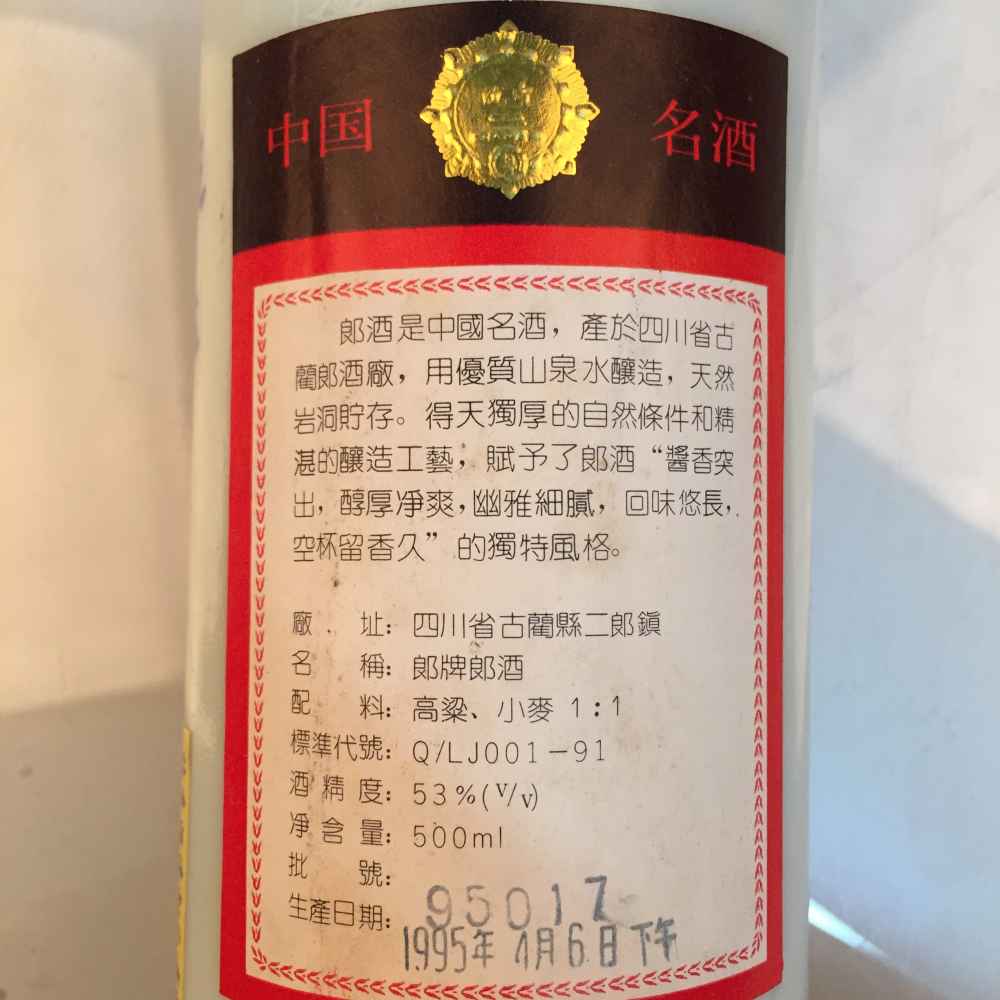 中国 名酒
郎酒是中國名酒，產於四川省古
藺郎酒廠，用優質山泉水釀造，天然
岩洞貯存。得天獨厚的自然條件和精
湛的釀造工藝，賦予了郎酒“醬香突
出，醇厚凈爽，幽雅細膩，回味悠長，
空杯留香久”的獨特風格。
廠 址：四川省古藺縣二郎鎮
名 稱：郎牌郎酒
配 料：高粱、小麥 1：1
標準代號：Q/LJ001－91
酒精度：53%(V/V)
凈含量：500ml
批 號：95017
生產日期：1995年 1月6日下午